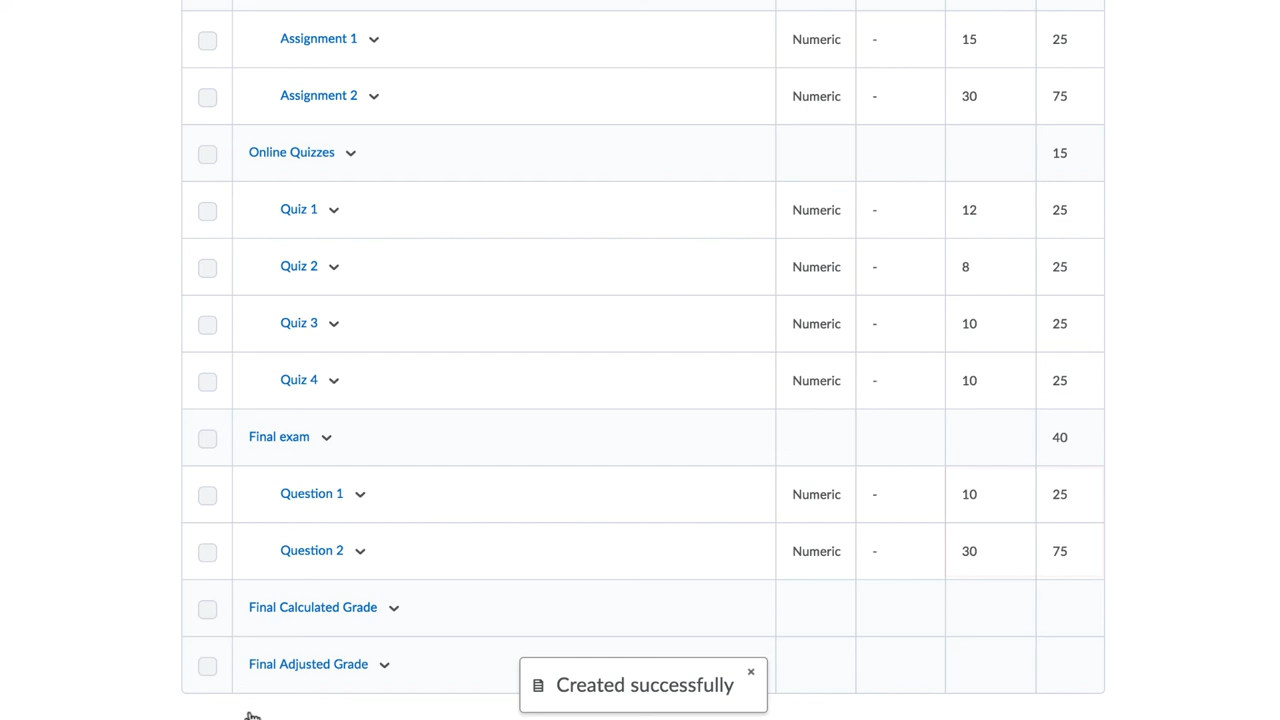 Assignment 1 Numeric - 15 25
Assignment 2 Numeric - 30 75
Online Quizzes 15
Quiz 1 Numeric - 12 25
Quiz 2 Numeric - 8 25
Quiz 3 Numeric - 10 25
Quiz 4 Numeric - 10 25
Final exam 40
Question 1 Numeric - 10 25
Question 2 Numeric - 30 75
Final Calculated Grade
Final Adjusted Grade
Created successfully ×